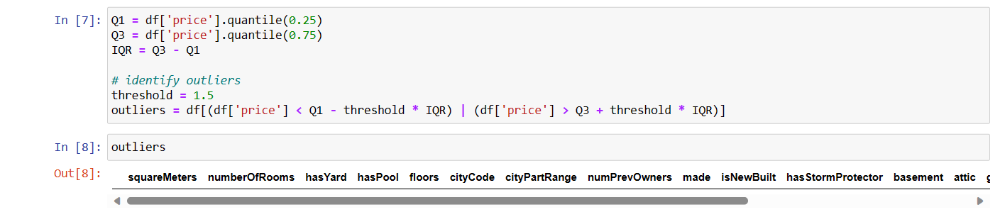 In [7]: Q1 = df['price'].quantile(0.25)
Q3 = df['price'].quantile(0.75)
IQR = Q3 - Q1
# identify outliers
threshold = 1.5
outliers = df[(df['price'] < Q1 - threshold * IQR) | (df['price'] > Q3 + threshold * IQR)]
In [8]: outliers
Out[8]:
squareMeters numberOfRooms hasYard hasPool floors cityCode cityPartRange numPrevOwners made isNewBuilt hasStormProtector basement attic